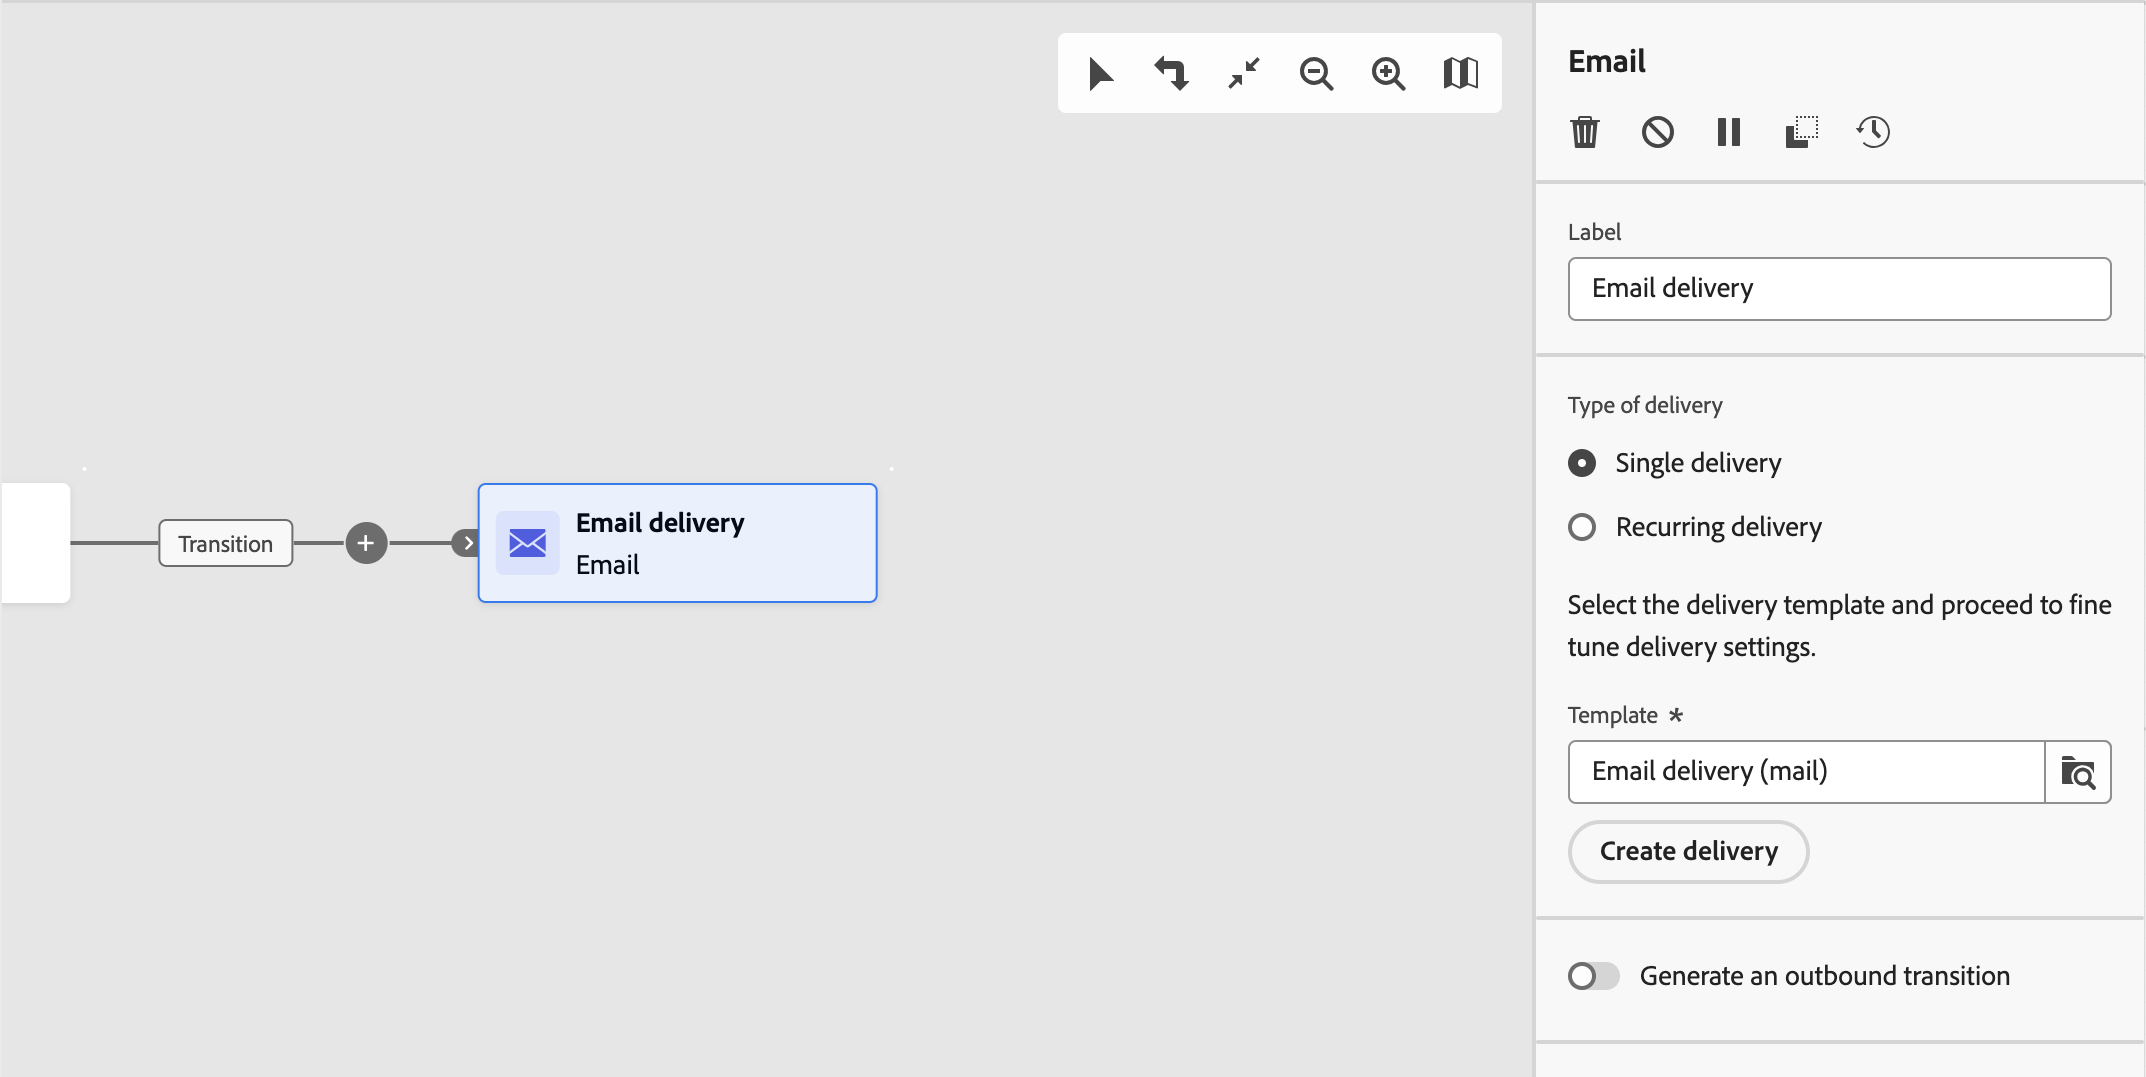 Transition
Email delivery
Email
Email
Label
Email delivery
Type of delivery
Single delivery
Recurring delivery
Select the delivery template and proceed to fine
tune delivery settings.
Template *
Email delivery (mail)
Create delivery
Generate an outbound transition